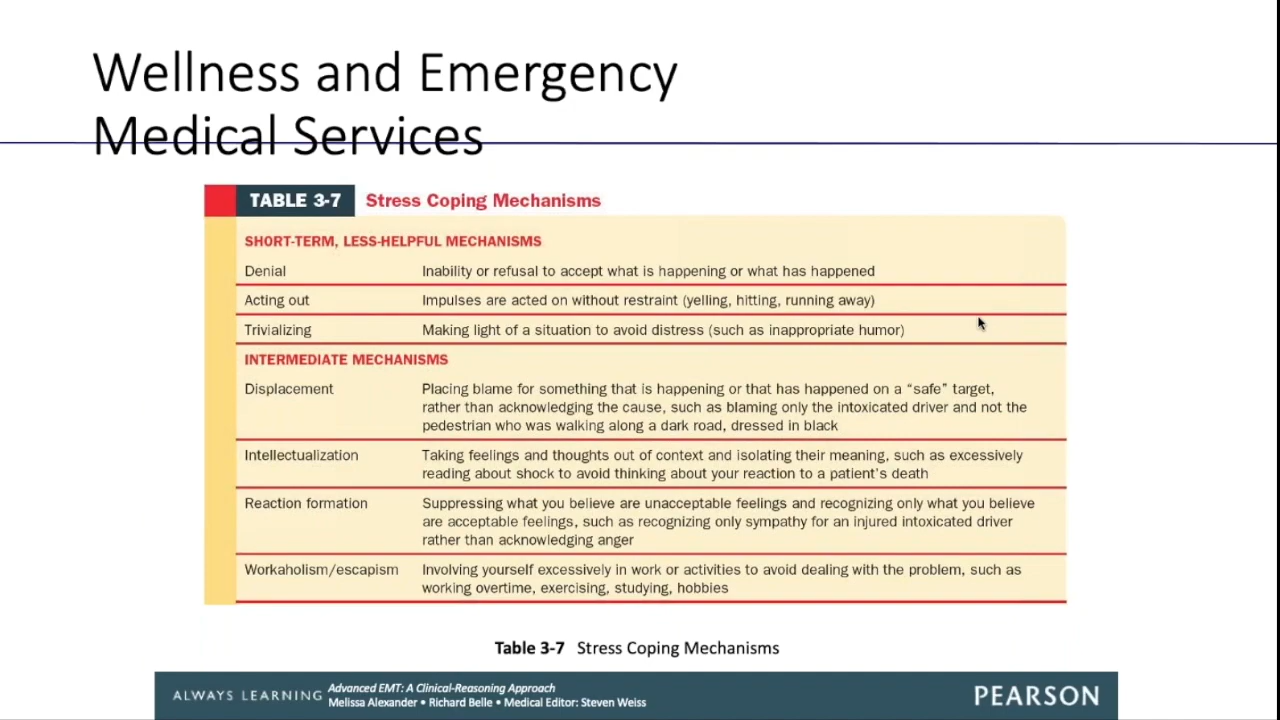 Wellness and Emergency
Medical Services
TABLE 3-7 Stress Coping Mechanisms
SHORT-TERM, LESS-HELPFUL MECHANISMS
Denial Inability or refusal to accept what is happening or what has happened
Acting out Impulses are acted on without restraint (yelling, hitting, running away)
Trivializing Making light of a situation to avoid distress (such as inappropriate humor)
INTERMEDIATE MECHANISMS
Displacement Placing blame for something that is happening or that has happened on a “safe” target,
rather than acknowledging the cause, such as blaming only the intoxicated driver and not the
pedestrian who was walking along a dark road, dressed in black
Intellectualization Taking feelings and thoughts out of context and isolating their meaning, such as excessively
reading about shock to avoid thinking about your reaction to a patient's death
Reaction formation Suppressing what you believe are unacceptable feelings and recognizing only what you believe
are acceptable feelings, such as recognizing only sympathy for an injured intoxicated driver
rather than acknowledging anger
Workaholism/escapism Involving yourself excessively in work or activities to avoid dealing with the problem, such as
working overtime, exercising, studying, hobbies
Table 3-7 Stress Coping Mechanisms
ALWAYS LEARNING
Advanced EMT: A Clinical-Reasoning Approach
Melissa Alexander • Richard Belle • Medical Editor: Steven Weiss
PEARSON